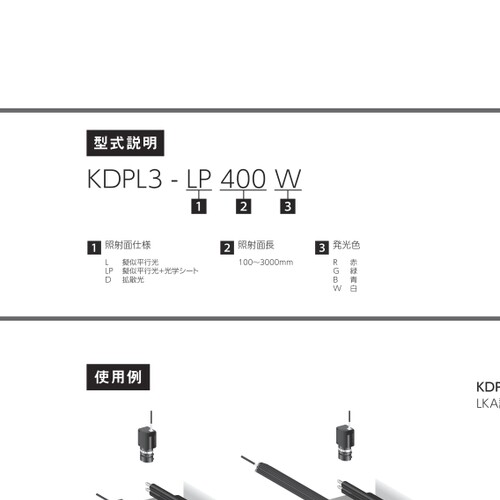 型式説明
KDPL3 - LP 400 W
1 2 3
1 照射面仕様
L 擬似平行光
LP 擬似平行光+光学シート
D 拡散光
2 照射面長
100～3000mm
3 発光色
R 赤
G 緑
B 青
W 白
使用例
KDP
LKA